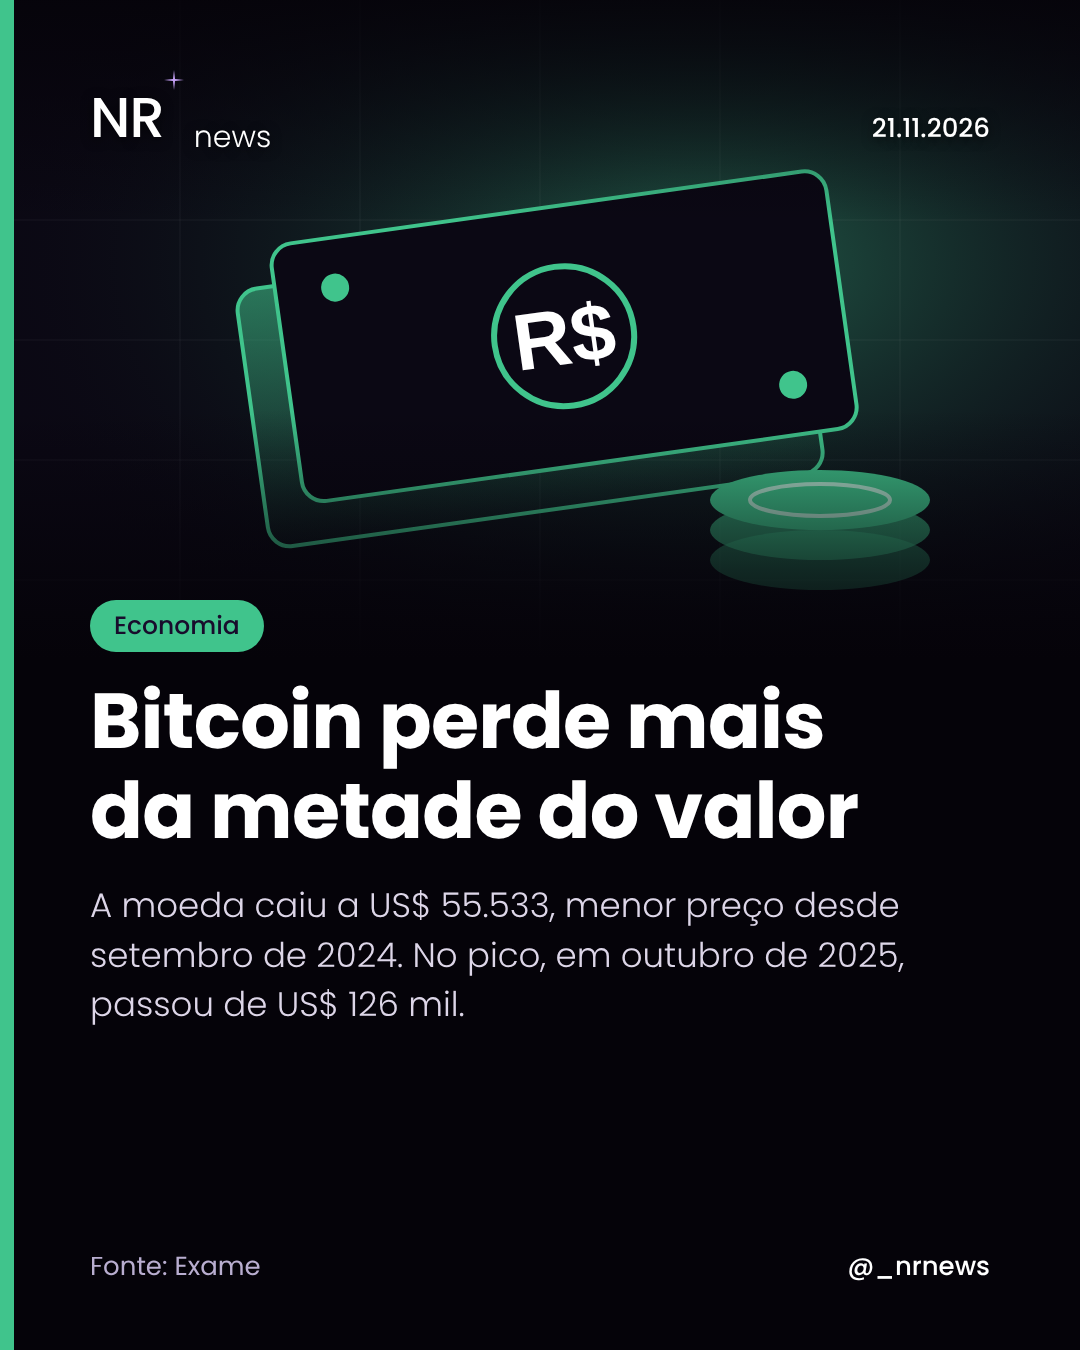 NR
news
21.11.2026
R$
Economia
Bitcoin perde mais
da metade do valor
A moeda caiu a US$ 55.533, menor preço desde
setembro de 2024. No pico, em outubro de 2025,
passou de US$ 126 mil.
Fonte: Exame
@_nrnews